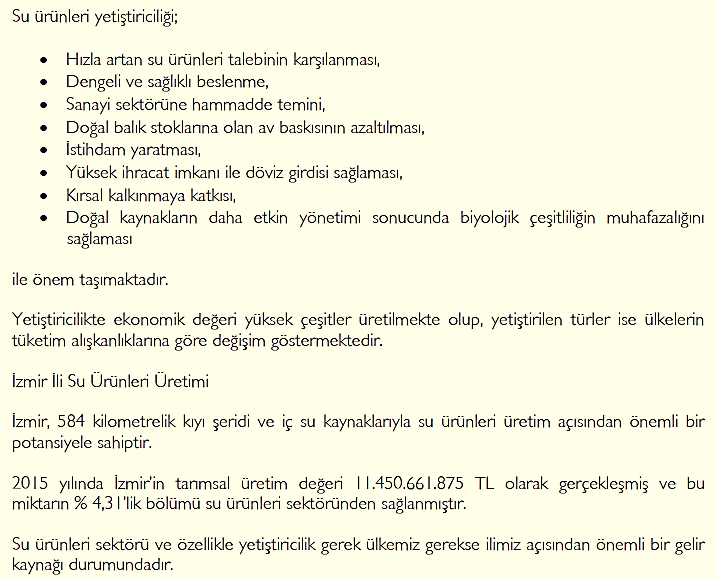 Su ürünleri yetiştiriciliği;
• Hızla artan su ürünleri talebinin karşılanması,
• Dengeli ve sağlıklı beslenme,
• Sanayi sektörüne hammadde temini,
• Doğal balık stoklarına olan av baskısının azaltılması,
• İstihdam yaratması,
• Yüksek ihracat imkanı ile döviz girdisi sağlaması,
• Kırsal kalkınmaya katkısı,
• Doğal kaynakların daha etkin yönetimi sonucunda biyolojik çeşitliliğin muhafazalığını
sağlaması
ile önem taşımaktadır.
Yetiştiricilikte ekonomik değeri yüksek çeşitler üretilmekte olup, yetiştirilen türler ise ülkelerin
tüketim alışkanlıklarına göre değişim göstermektedir.
İzmir İli Su Ürünleri Üretimi
İzmir, 584 kilometrelik kıyı şeridi ve iç su kaynaklarıyla su ürünleri üretim açısından önemli bir
potansiyele sahiptir.
2015 yılında İzmir'in tarımsal üretim değeri 11.450.661.875 TL olarak gerçekleşmiş ve bu
miktarın % 4,31'lik bölümü su ürünleri sektöründen sağlanmıştır.
Su ürünleri sektörü ve özellikle yetiştiricilik gerek ülkemiz gerekse ilimiz açısından önemli bir gelir
kaynağı durumundadır.